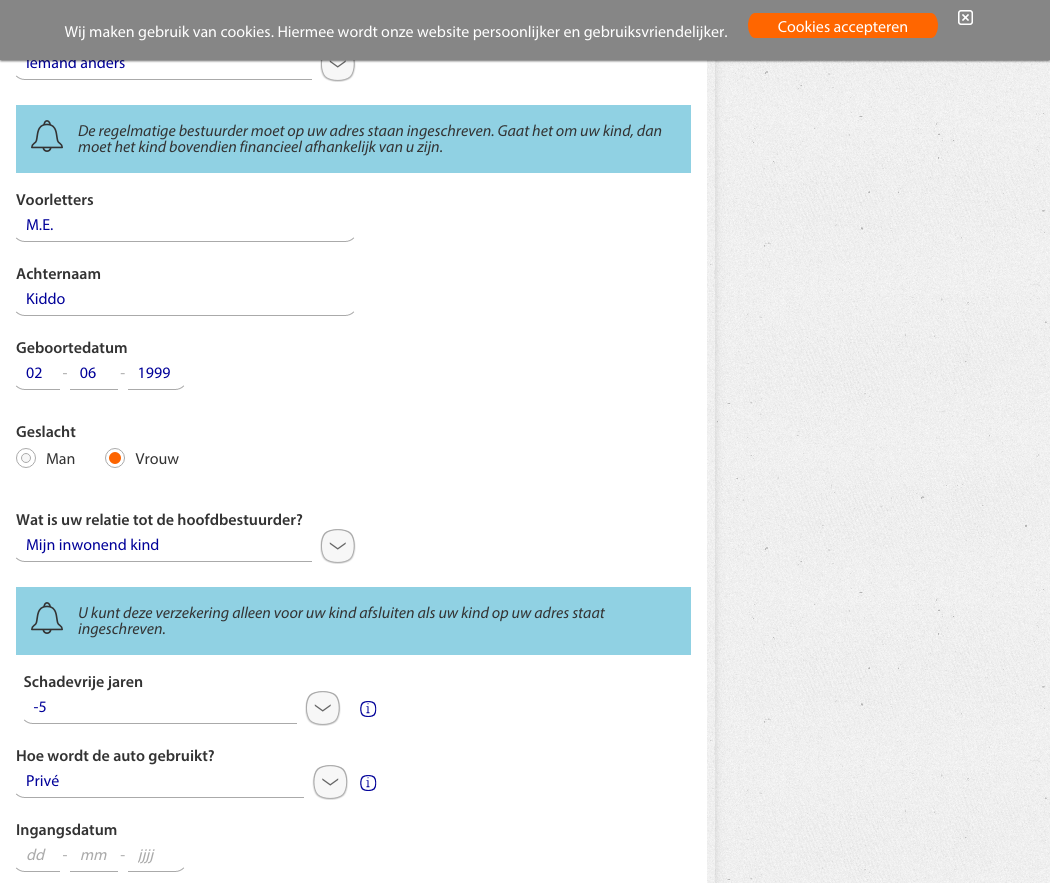 Wij maken gebruik van cookies. Hiermee wordt onze website persoonlijker en gebruiksvriendelijker.
Cookies accepteren
Iemand anders
De regelmatige bestuurder moet op uw adres staan ingeschreven. Gaat het om uw kind, dan
moet het kind bovendien financieel afhankelijk van u zijn.
Voorletters
M.E.
Achternaam
Kiddo
Geboortedatum
02 - 06 - 1999
Geslacht
Man Vrouw
Wat is uw relatie tot de hoofdbestuurder?
Mijn inwonend kind
U kunt deze verzekering alleen voor uw kind afsluiten als uw kind op uw adres staat
ingeschreven.
Schadevrije jaren
-5
Hoe wordt de auto gebruikt?
Privé
Ingangsdatum
dd - mm - jjjj